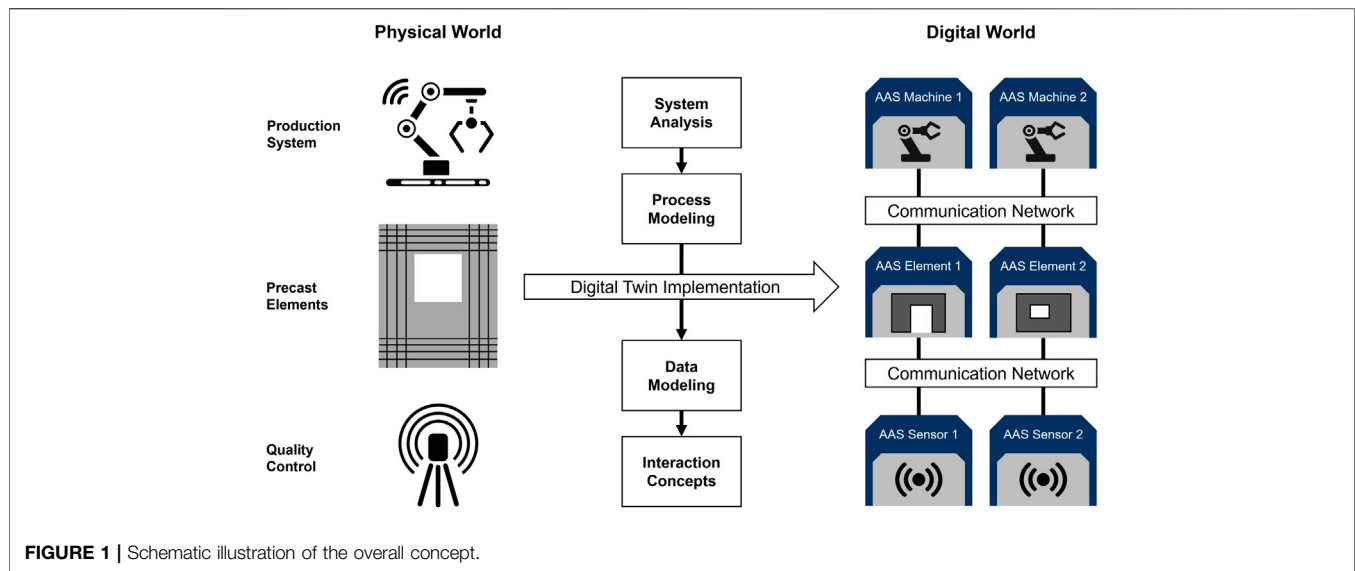 Physical World
Digital World
Production
System
System
Analysis
AAS Machine 1
AAS Machine 2
Process
Modeling
Communication Network
Precast
Elements
Digital Twin Implementation
AAS Element 1
AAS Element 2
Data
Modeling
Communication Network
Quality
Control
Interaction
Concepts
AAS Sensor 1
AAS Sensor 2
FIGURE 1 | Schematic illustration of the overall concept.